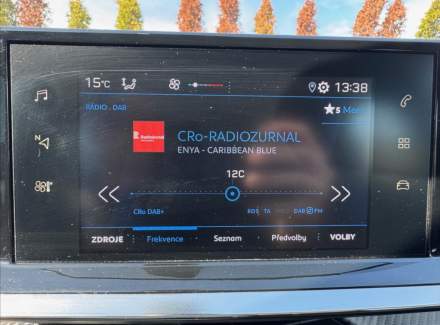 15°C 13:38
RÁDIO . DAB
5
CRo-RADIOZURNAL
ENYA - CARIBBEAN BLUE
12C
CRo DAB+ RDS TA DAB FM
N
ZDROJE Frekvence Seznam Předvolby VOLBY